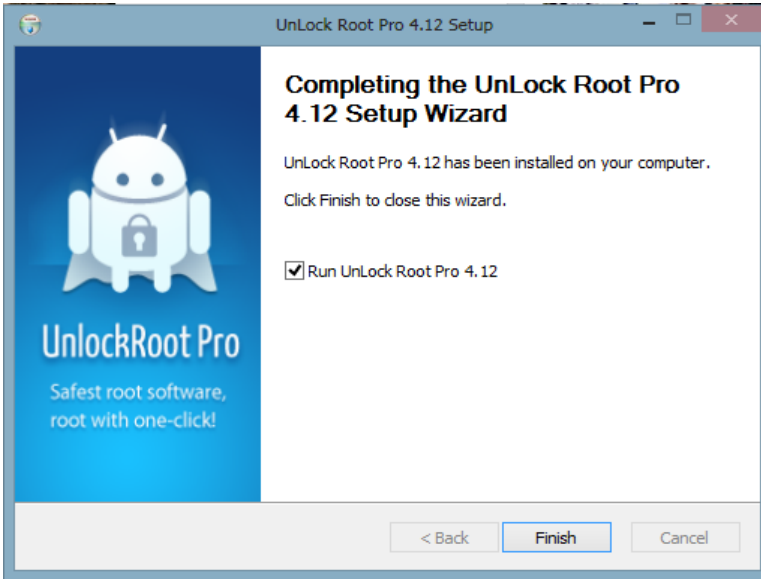 UnLock Root Pro 4.12 Setup
Completing the UnLock Root Pro
4.12 Setup Wizard
UnLock Root Pro 4.12 has been installed on your computer.
Click Finish to close this wizard.
Run UnLock Root Pro 4.12
UnlockRoot Pro
Safest root software,
root with one-click!
< Back
Finish
Cancel